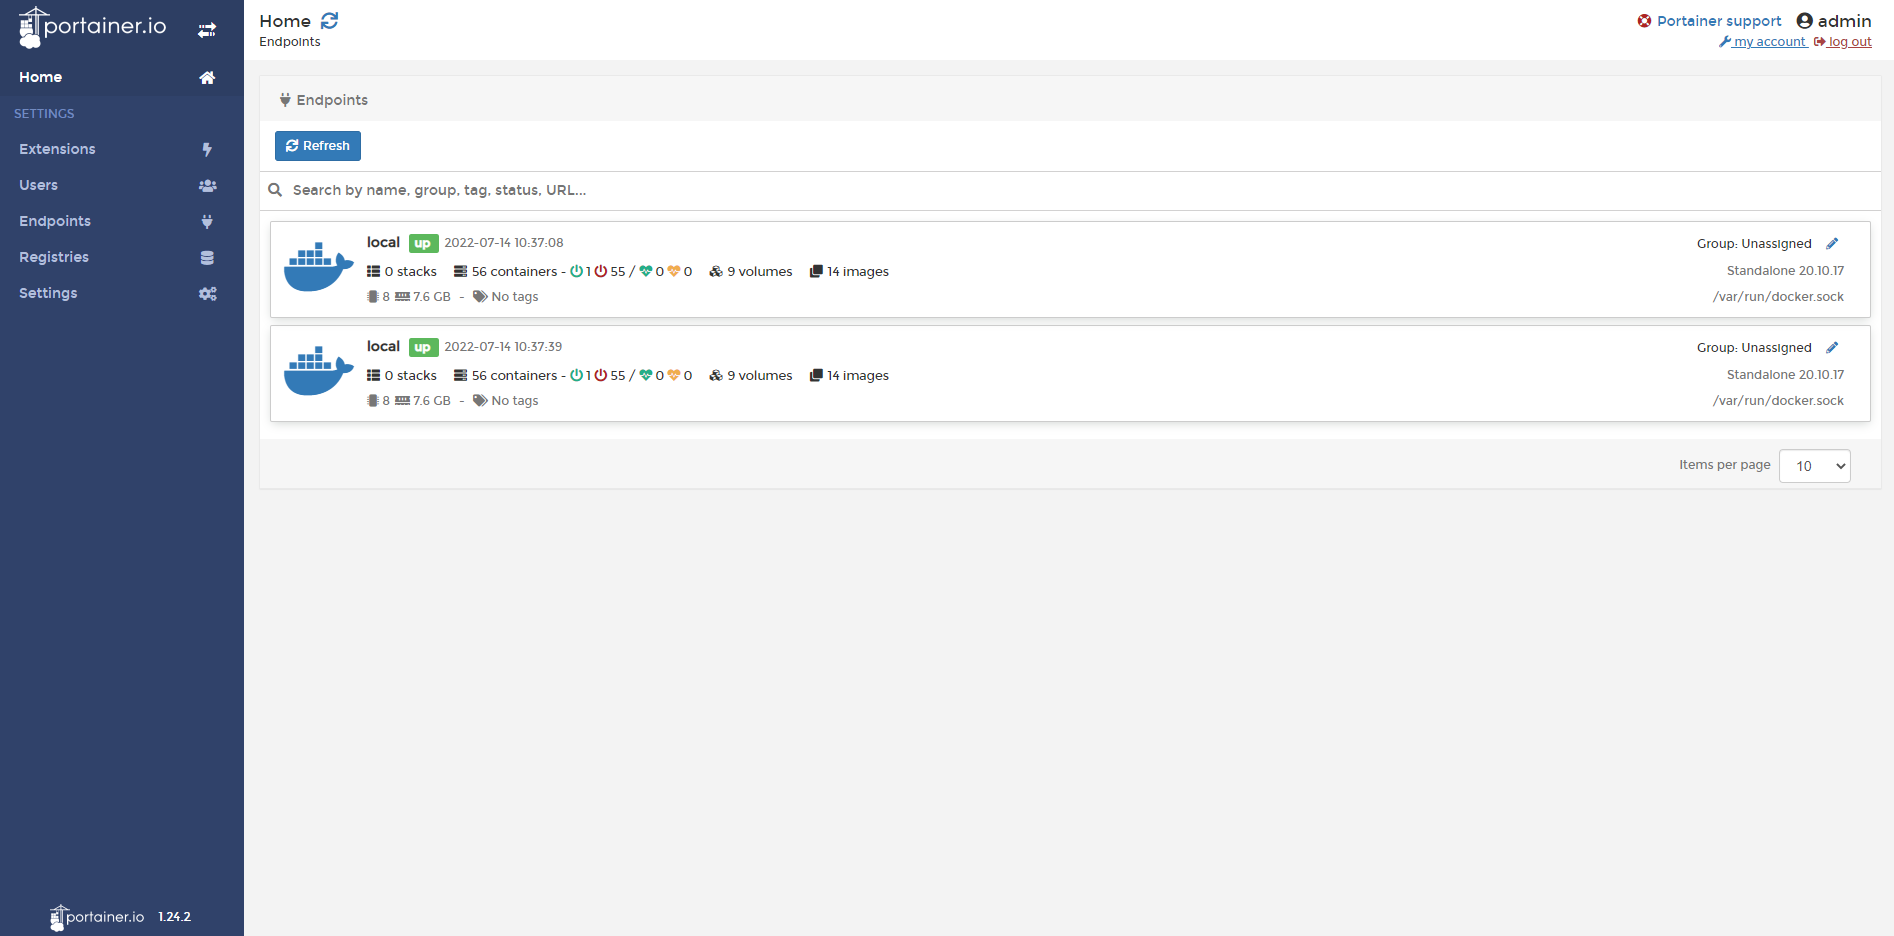 portainer.io
Home
SETTINGS
Extensions
Users
Endpoints
Registries
Settings
portainer.io 1.24.2
Home
Endpoints
Portainer support admin
my account log out
Endpoints
Refresh
Search by name, group, tag, status, URL...
local up 2022-07-14 10:37:08
Group: Unassigned
0 stacks 56 containers - 1 55 / 0 0 9 volumes 14 images
Standalone 20.10.17
8 7.6 GB - No tags
/var/run/docker.sock
local up 2022-07-14 10:37:39
Group: Unassigned
0 stacks 56 containers - 1 55 / 0 0 9 volumes 14 images
Standalone 20.10.17
8 7.6 GB - No tags
/var/run/docker.sock
Items per page 10